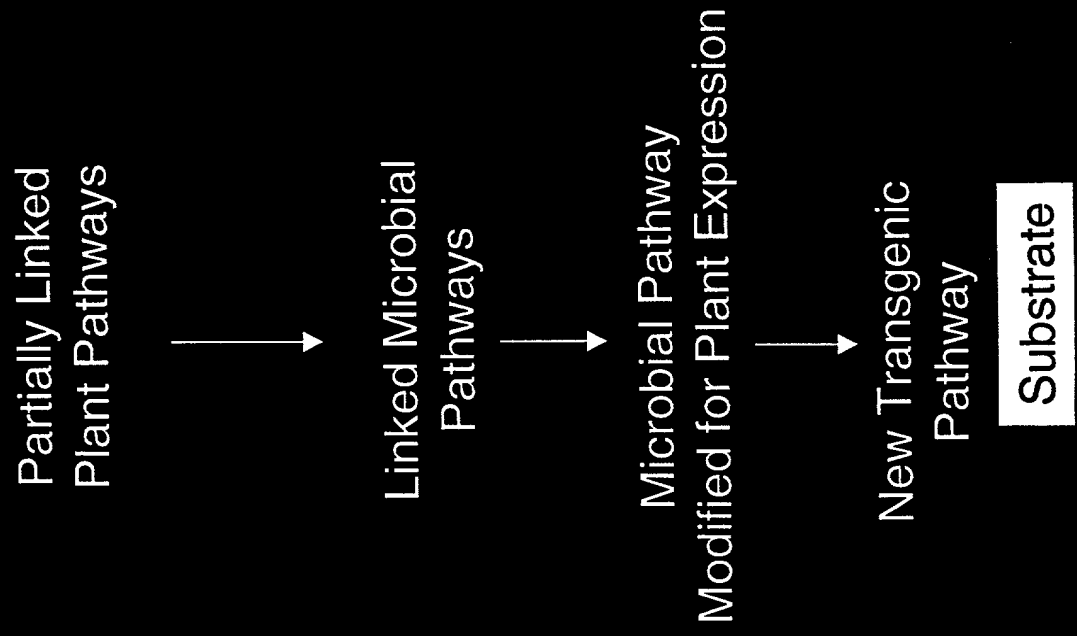 Partially Linked
Plant Pathways
Linked Microbial
Pathways
Microbial Pathway
Modified for Plant Expression
New Transgenic
Pathway
Substrate